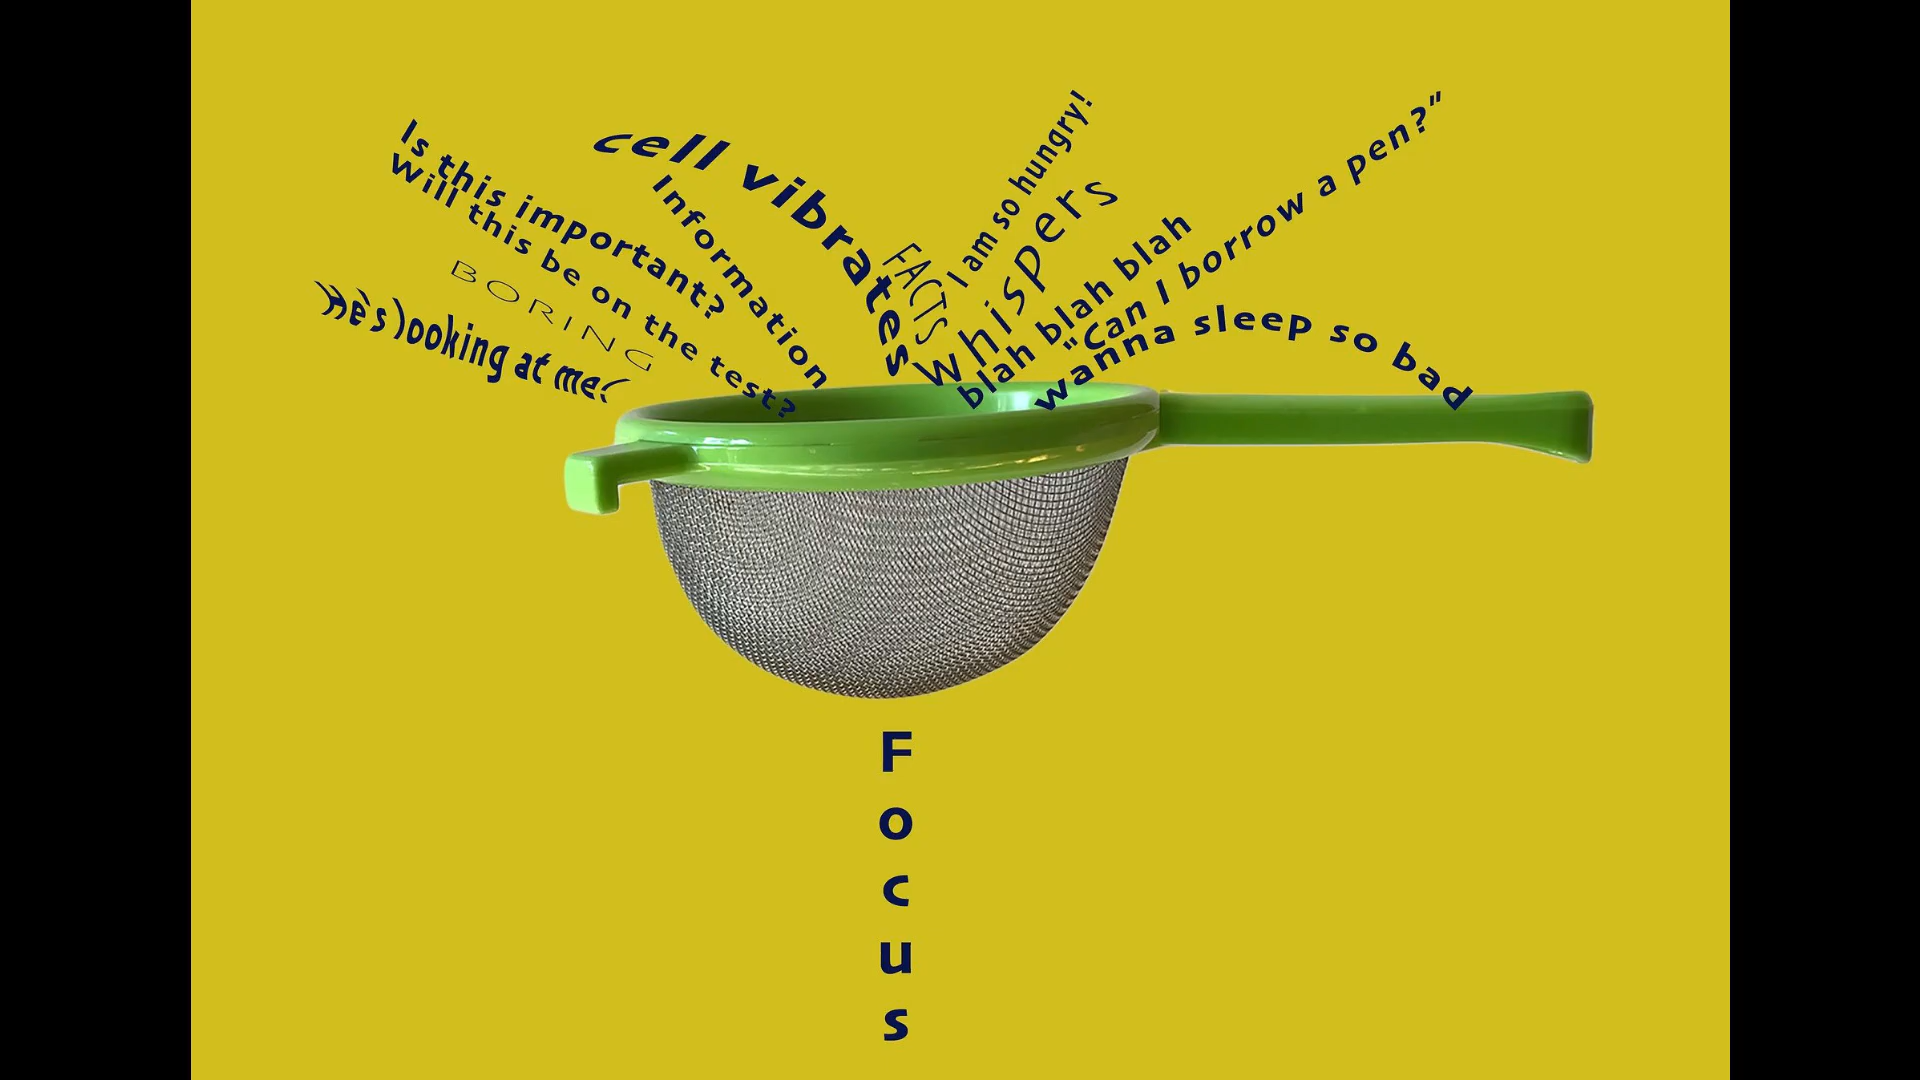 Is this important?
will this be on the test?
BORING
He's looking at me!
Information
cell vibrates
FACTS
I am so hungry!
whispers
blah blah blah blah
"Can I borrow a pen?"
wanna sleep so bad
Focus